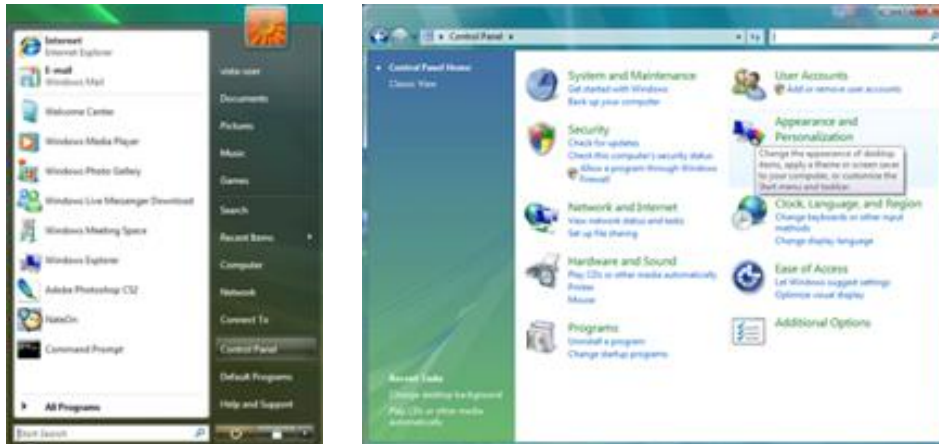 Internet
Internet Explorer
E-mail
Windows Mail
Welcome Center
Windows Media Player
Windows Photo Gallery
Windows Live Messenger Download
Windows Meeting Space
Windows Explorer
Adobe Photoshop CS2
NateOn
Command Prompt
All Programs
Start Search
vista user
Documents
Pictures
Music
Games
Search
Recent Items
Computer
Network
Connect To
Control Panel
Default Programs
Help and Support
Control Panel
Control Panel Home
Classic View
Recent Tasks
Change desktop background
Play CDs or other media
automatically
System and Maintenance
Get started with Windows
Back up your computer
Security
Check for updates
Check this computer's security status
Allow a program through Windows
Firewall
Network and Internet
View network status and tasks
Set up file sharing
Hardware and Sound
Play CDs or other media automatically
Printer
Mouse
Programs
Uninstall a program
Change startup programs
User Accounts
Add or remove user accounts
Appearance and
Personalization
Change the appearance of desktop
items, apply a theme or screen saver
to your computer, or customize the
Start menu and taskbar.
Clock, Language, and Region
Change keyboards or other input
methods
Change display language
Ease of Access
Let Windows suggest settings
Optimize visual display
Additional Options